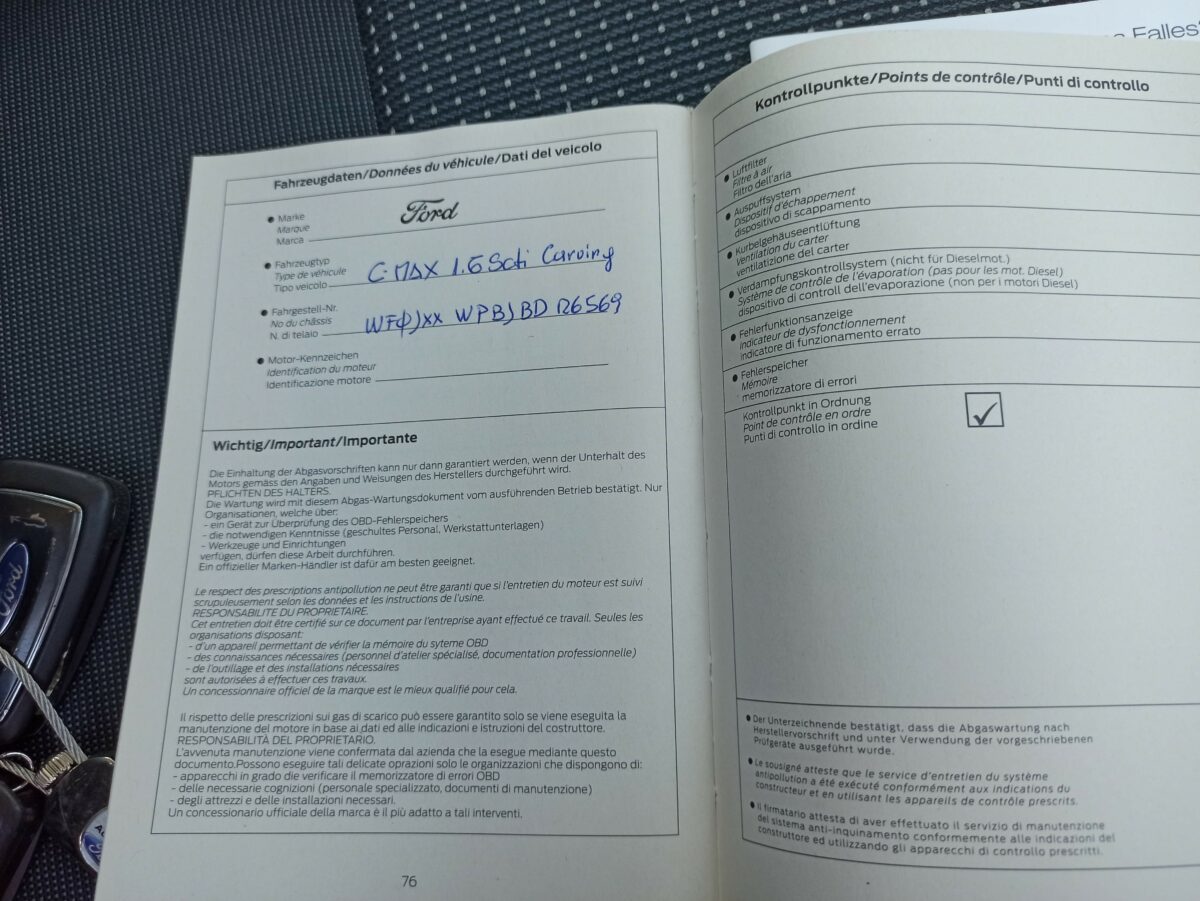 Falles
Fahrzeugdaten/Données du véhicule/Dati del veicolo
● Marke
Marque
Marca
Ford
● Fahrzeugtyp
Type de véhicule
Tipo veicolo
C-MAX 1.6 Scti Carving
● Fahrgestell-Nr.
No du châssis
N. di telaio
● Motor-Kennzeichen
Identification du moteur
Identificazione motore
Wichtig/Important/Importante
Die Einhaltung der Abgasvorschriften kann nur dann garantiert werden, wenn der Unterhalt des
Motors gemäss den Angaben und Weisungen des Herstellers durchgeführt wird.
PFLICHTEN DES HALTERS.
Die Wartung wird mit diesem Abgas-Wartungsdokument vom ausführenden Betrieb bestätigt. Nur
Organisationen, welche über:
- ein Gerät zur Überprüfung des OBD-Fehlerspeichers
- die notwendigen Kenntnisse (geschultes Personal, Werkstattunterlagen)
- Werkzeuge und Einrichtungen
verfügen, dürfen diese Arbeit durchführen.
Ein offizieller Marken-Händler ist dafür am besten geeignet.
Le respect des prescriptions antipollution ne peut être garanti que si l'entretien du moteur est suivi
scrupuleusement selon les données et les instructions de l'usine.
RESPONSABILITE DU PROPRIETAIRE.
Cet entretien doit être certifié sur ce document par l'entreprise ayant effectué ce travail. Seules les
organisations disposant:
- d'un appareil permettant de vérifier la mémoire du syteme OBD
- des connaissances nécessaires (personnel d'atelier spécialisé, documentation professionnelle)
- de l'outillage et des installations nécessaires
sont autorisées à effectuer ces travaux.
Un concessionnaire officiel de la marque est le mieux qualifié pour cela.
Il rispetto delle prescrizioni sui gas di scarico può essere garantito solo se viene eseguita la
manutenzione del motore in base ai dati ed alle indicazioni e istruzioni del costruttore.
RESPONSABILITÀ DEL PROPRIETARIO.
L'avvenuta manutenzione viene confermata dal azienda che la esegue mediante questo
documento.Possono eseguire tali delicate oprazioni solo le organizzazioni che dispongono di:
- apparecchi in grado die verificare il memorizzatore di errori OBD
- delle necessarie cognizioni (personale specializzato, documenti di manutenzione)
- degli attrezzi e delle installazioni necessari.
Un concessionario ufficiale della marca è il più adatto a tali interventi.
76
Kontrollpunkte/Points de contrôle/Punti di controllo
● Luftfilter
Filtre à air
Filtro dell'aria
● Auspuffsystem
Dispositif d'échappement
dispositivo di scappamento
● Kurbelgehäuseentlüftung
Ventilation du carter
ventilatizione del carter
● Verdampfungskontrollsystem (nicht für Dieselmot.)
Système de contrôle de l'évaporation (pas pour les mot. Diesel)
dispositivo di controll dell'evaporazione (non per i motori Diesel)
● Fehlerfunktionsanzeige
Indicateur de dysfonctionnement
indicatore di funzionamento errato
● Fehlerspeicher
Mémoire
memorizzatore di errori
Kontrollpunkt in Ordnung
Point de contrôle en ordre
Punti di controllo in ordine
● Der Unterzeichnende bestätigt, dass die Abgaswartung nach
Herstellervorschrift und unter Verwendung der vorgeschriebenen
Prüfgeräte ausgeführt wurde.
● Le sousigné atteste que le service d'entretien du système
antipollution a été exécuté conformément aux indications du
constructeur et en utilisant les appareils de contrôle prescrits.
● Il firmatario attesta di aver effettuato il servizio di manutenzione
del sistema anti-inquinamento conformemente alle indicazioni del
construttore ed utilizzando gli apparecchi di controllo prescritti.
Ford